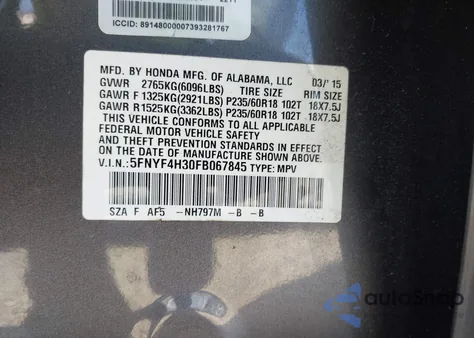 ICCID: 89148000007393281767
MFD. BY HONDA MFG. OF ALABAMA, LLC 03/'15
GVWR 2765KG(6096LBS) TIRE SIZE RIM SIZE
GAWR F 1325KG(2921LBS) P235/60R18 102T 18X7.5J
GAWR R1525KG(3362LBS) P235/60R18 102T 18X7.5J
THIS VEHICLE CONFORMS TO ALL APPLICABLE
FEDERAL MOTOR VEHICLE SAFETY
AND THEFT PREVENTION STANDARDS IN EFFECT
ON THE DATE OF MANUFACTURE SHOWN ABOVE.
V.I.N: 5FNYF4H30FB067845 TYPE: MPV
SZA F AF5 -NH797M -B -B
autoSnap